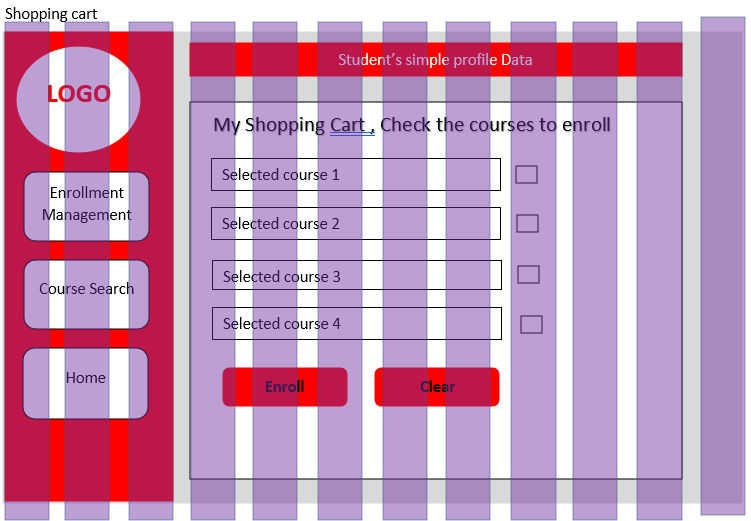 Shopping cart
LOGO
Student's simple profile Data
My Shopping Cart , Check the courses to enroll
Enrollment
Management
Selected course 1
Selected course 2
Course Search
Selected course 3
Selected course 4
Home
Enroll
Clear